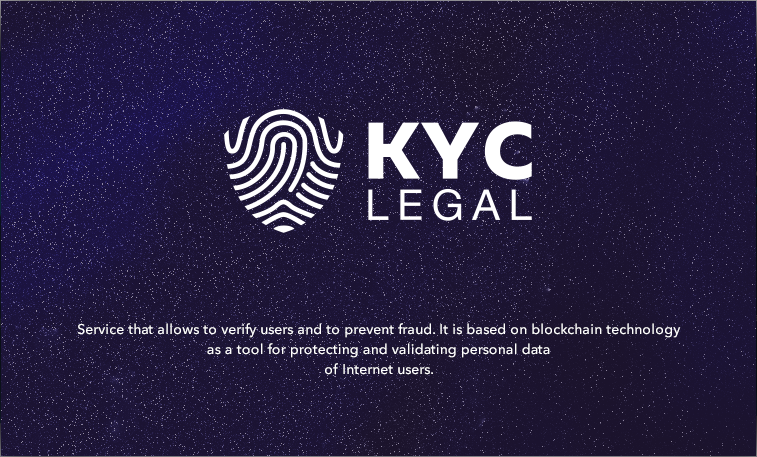 KYC
LEGAL
Service that allows to verify users and to prevent fraud. It is based on blockchain technology
as a tool for protecting and validating personal data
of Internet users.